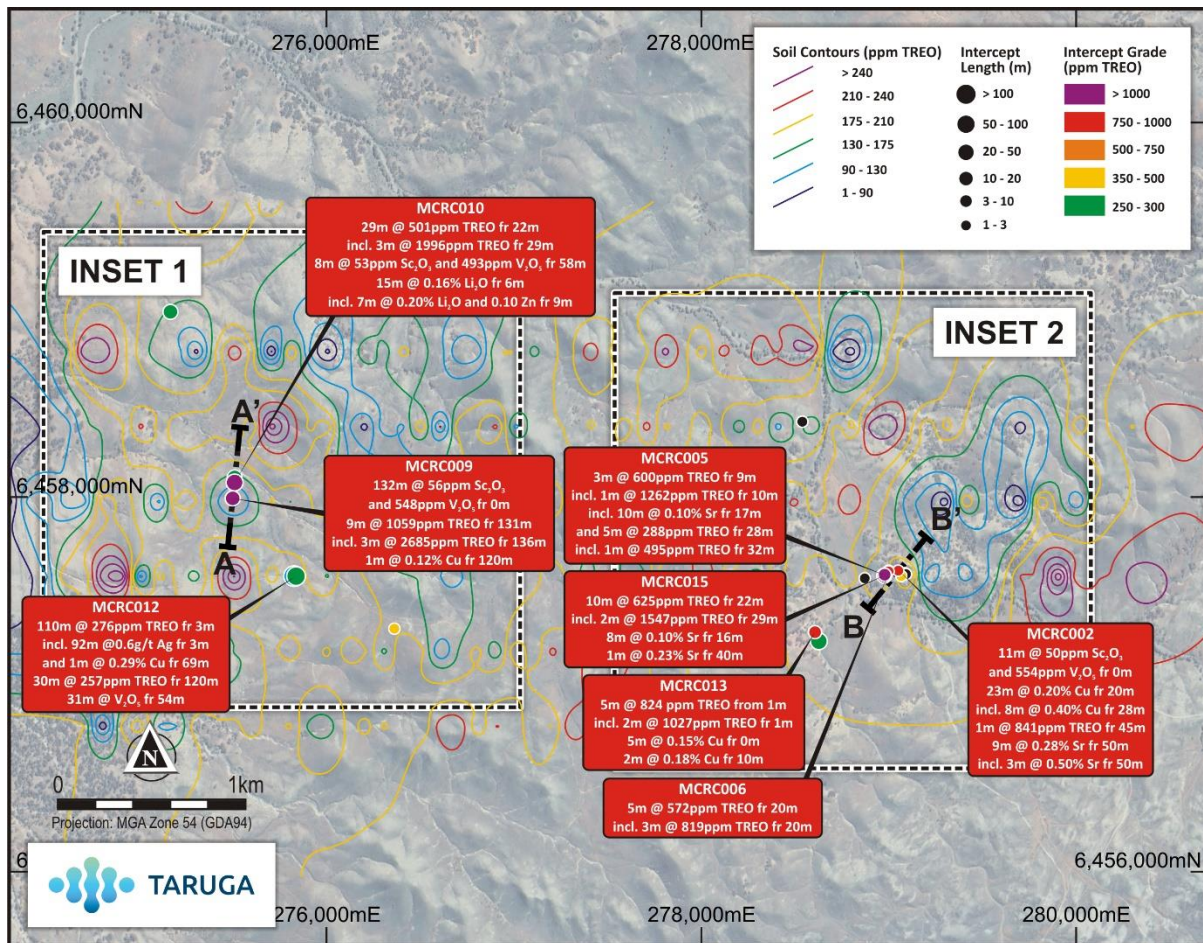 276,000mE
278,000mE
6,460,000mN
Soil Contours (ppm TREO)
> 240
210 - 240
175 - 210
130 - 175
90 - 130
1 - 90
Intercept
Length (m)
> 100
50 - 100
20 - 50
10 - 20
3 - 10
1 - 3
Intercept Grade
(ppm TREO)
> 1000
750 - 1000
500 - 750
350 - 500
250 - 300
INSET 1
MCRC010
29m @ 501ppm TREO fr 22m
incl. 3m @ 1996ppm TREO fr 29m
8m @ 53ppm Sc₂O₃ and 493ppm V₂O₅ fr 58m
15m @ 0.16% Li₂O fr 6m
incl. 7m @ 0.20% Li₂O and 0.10 Zn fr 9m
INSET 2
A'
A
6,458,000mN
MCRC009
132m @ 56ppm Sc₂O₃
and 548ppm V₂O₅ fr 0m
9m @ 1059ppm TREO fr 131m
incl. 3m @ 2685ppm TREO fr 136m
1m @ 0.12% Cu fr 120m
MCRC012
110m @ 276ppm TREO fr 3m
incl. 92m @0.6g/t Ag fr 3m
and 1m @ 0.29% Cu fr 69m
30m @ 257ppm TREO fr 120m
31m @ V₂O₅ fr 54m
MCRC005
3m @ 600ppm TREO fr 9m
incl. 1m @ 1262ppm TREO fr 10m
incl. 10m @ 0.10% Sr fr 17m
and 5m @ 288ppm TREO fr 28m
incl. 1m @ 495ppm TREO fr 32m
B'
B
MCRC015
10m @ 625ppm TREO fr 22m
incl. 2m @ 1547ppm TREO fr 29m
8m @ 0.10% Sr fr 16m
1m @ 0.23% Sr fr 40m
MCRC013
5m @ 824 ppm TREO from 1m
incl. 2m @ 1027ppm TREO fr 1m
5m @ 0.15% Cu fr 0m
2m @ 0.18% Cu fr 10m
MCRC002
11m @ 50ppm Sc₂O₃
and 554ppm V₂O₅ fr 0m
23m @ 0.20% Cu fr 20m
incl. 8m @ 0.40% Cu fr 28m
1m @ 841ppm TREO fr 45m
9m @ 0.28% Sr fr 50m
incl. 3m @ 0.50% Sr fr 50m
MCRC006
5m @ 572ppm TREO fr 20m
incl. 3m @ 819ppm TREO fr 20m
N
0
1km
Projection: MGA Zone 54 (GDA94)
TARUGA
6,456,000mN
276,000mE
278,000mE
280,000mE